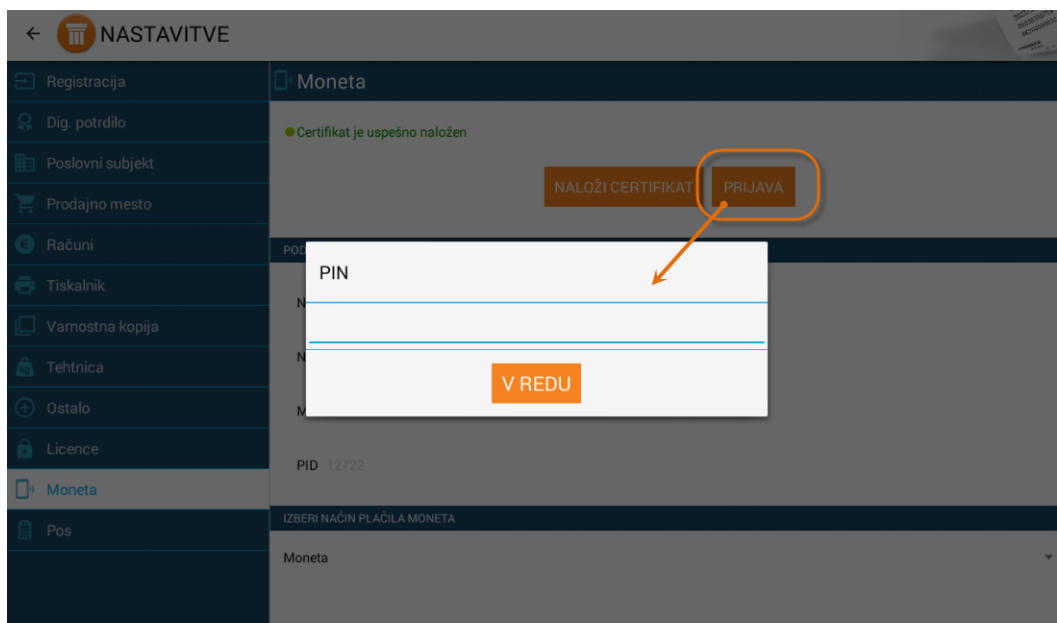 NASTAVITVE
Registracija
Dig. potrdilo
Poslovni subjekt
Prodajno mesto
Računi
Tiskalnik
Varnostna kopija
Tehtnica
Ostalo
Licence
Moneta
Pos
Moneta
Certifikat je uspešno naložen
NALOŽI CERTIFIKAT PRIJAVA
POD
PIN
N
N
V REDU
M
PID 12722
IZBERI NAČIN PLAČILA MONETA
Moneta